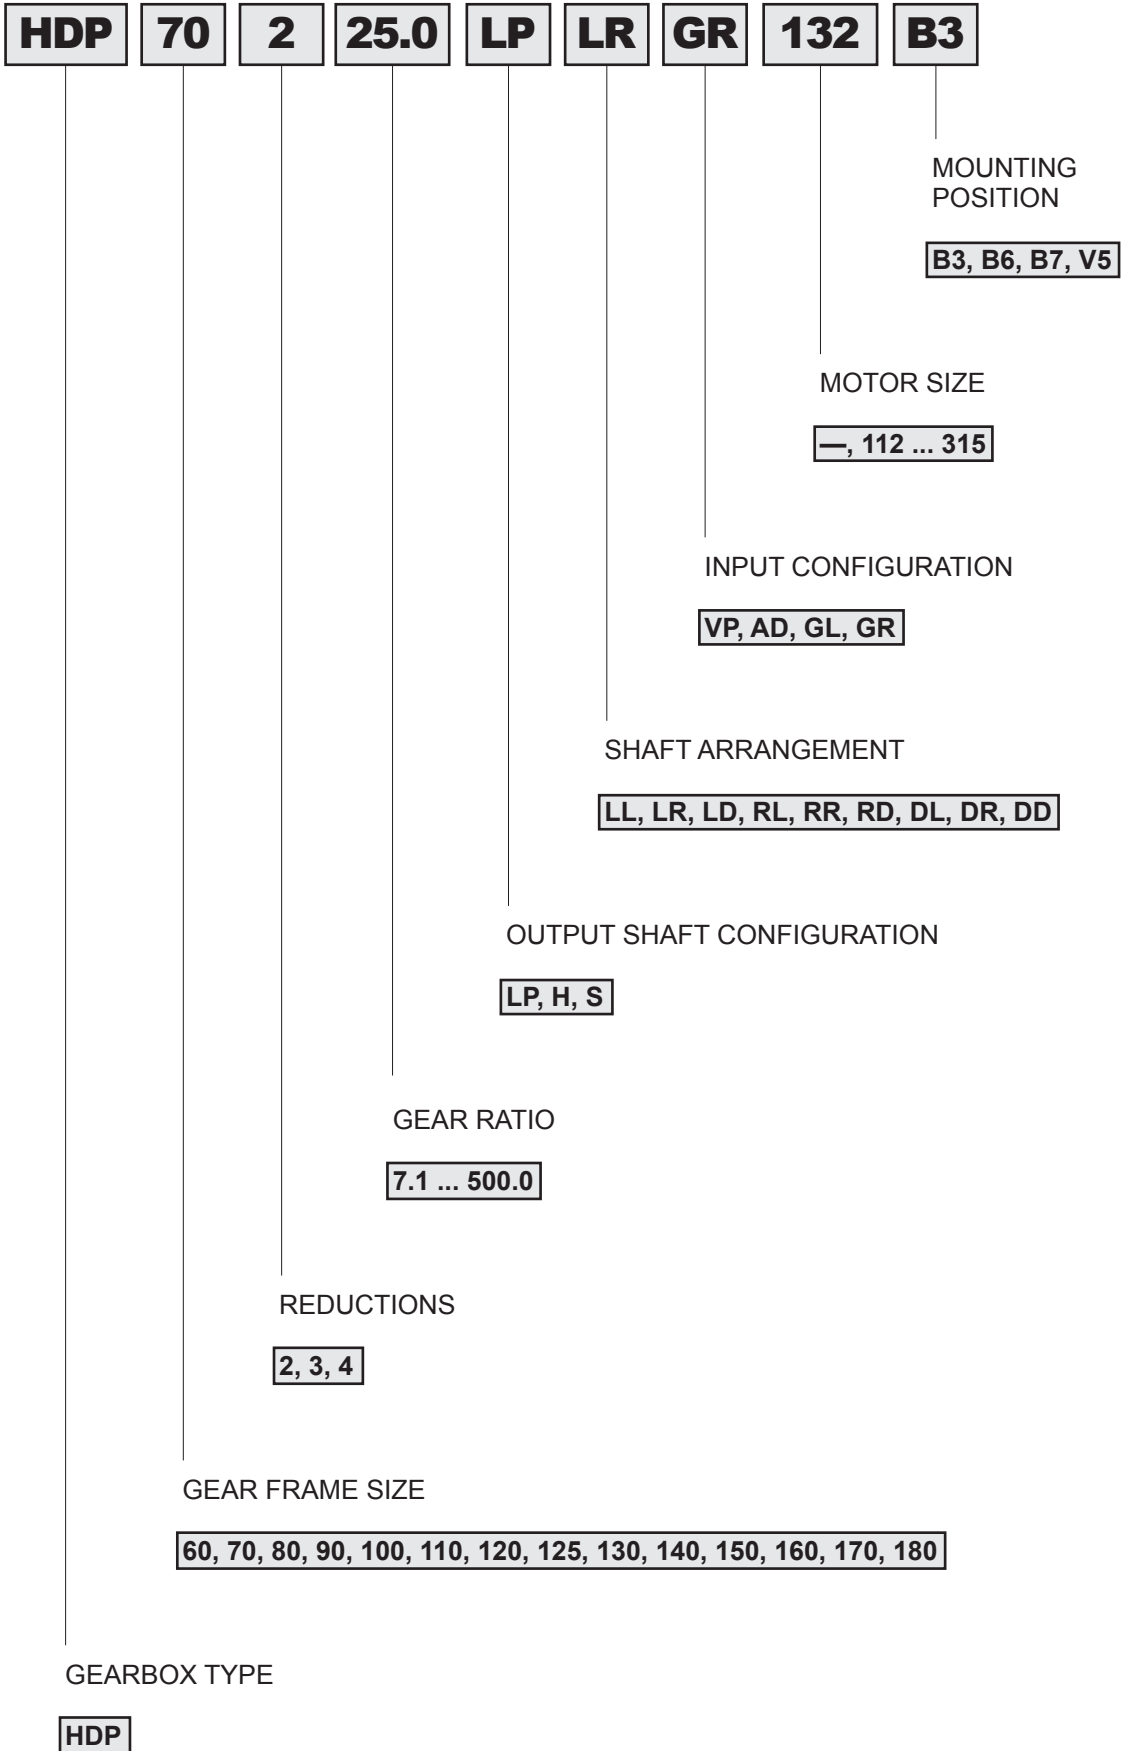 HDP 70 2 25.0 LP LR GR 132 B3
MOUNTING
POSITION
B3, B6, B7, V5
MOTOR SIZE
—, 112 ... 315
INPUT CONFIGURATION
VP, AD, GL, GR
SHAFT ARRANGEMENT
LL, LR, LD, RL, RR, RD, DL, DR, DD
OUTPUT SHAFT CONFIGURATION
LP, H, S
GEAR RATIO
7.1 ... 500.0
REDUCTIONS
2, 3, 4
GEAR FRAME SIZE
60, 70, 80, 90, 100, 110, 120, 125, 130, 140, 150, 160, 170, 180
GEARBOX TYPE
HDP